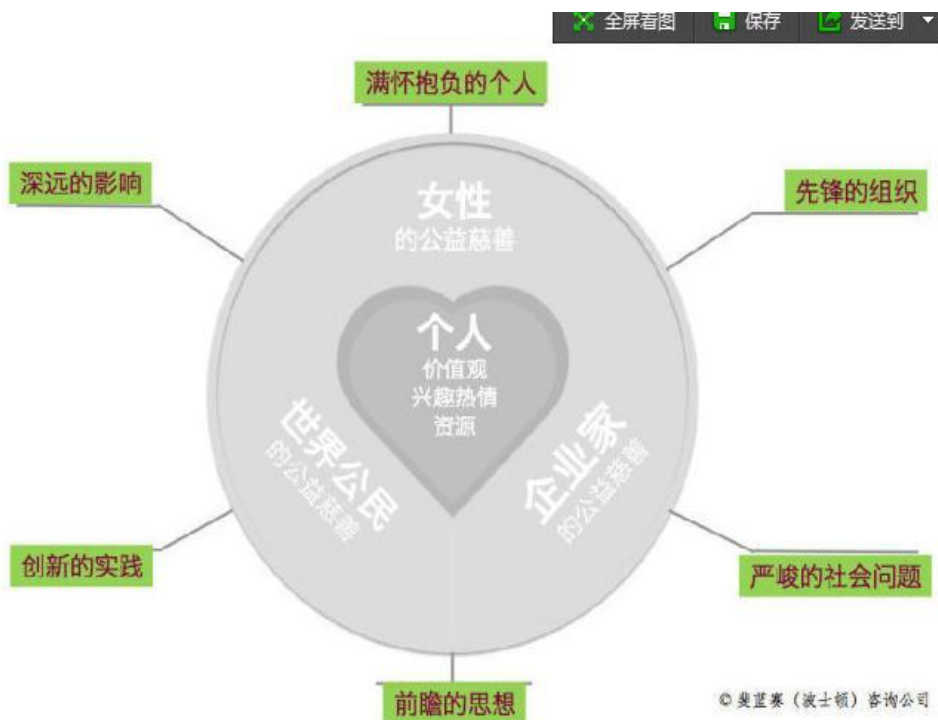 全屏看图 保存 发送到
满怀抱负的个人
深远的影响
先锋的组织
女性
的公益慈善
个人
价值观
兴趣热情
资源
世界公民
的公益慈善
企业家
的公益慈善
创新的实践
严峻的社会问题
前瞻的思想
©斐蓝赛（波士顿）咨询公司